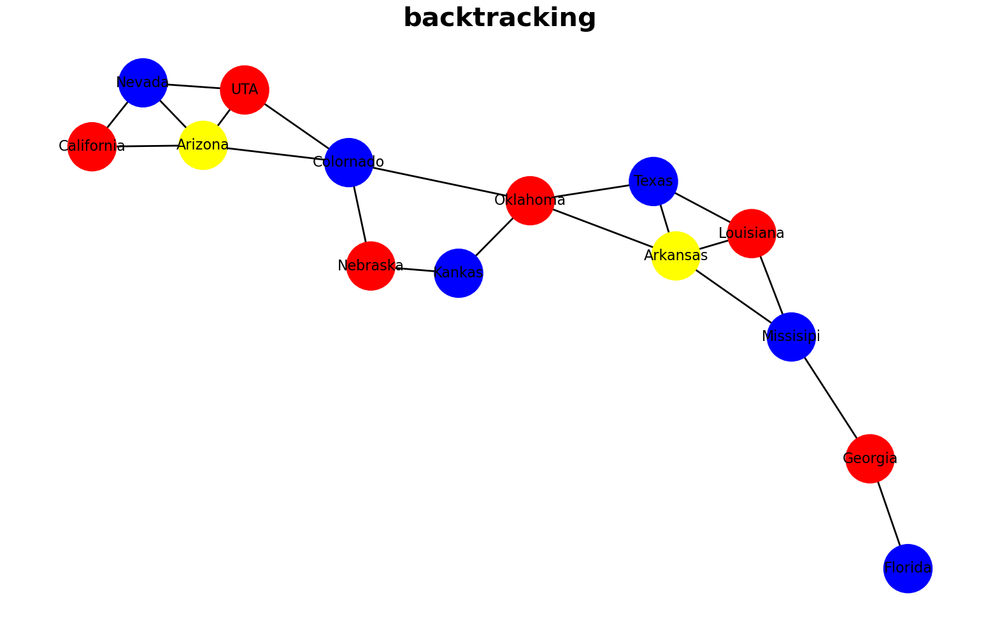 backtracking
Nevada
UTA
California
Arizona
Colornado
Texas
Oklahoma
Louisiana
Arkansas
Nebraska
Kankas
Missisipi
Georgia
Florida